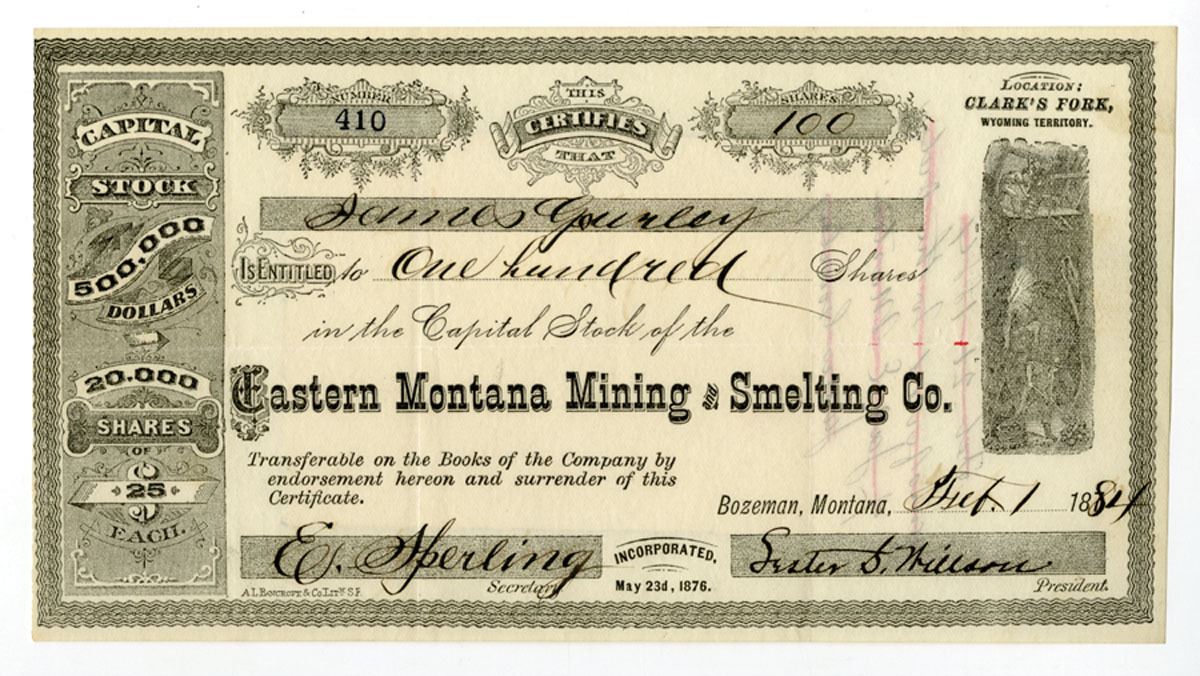 CAPITAL
STOCK
500,000
DOLLARS
20,000
SHARES
OF
25
EACH.
NUMBER
410
THIS
CERTIFIES
THAT
SHARES
100
LOCATION:
CLARK'S FORK,
WYOMING TERRITORY.
James Gourley
IS ENTITLED to One hundred Shares
in the Capital Stock of the
Eastern Montana Mining and Smelting Co.
Transferable on the Books of the Company by
endorsement hereon and surrender of this
Certificate.
Bozeman, Montana, Feb. 1 1884
E. Sperling
Secretary
INCORPORATED,
May 23d, 1876.
Lester S. Willson
President.
A L BANCROFT & CO LITH S.F.